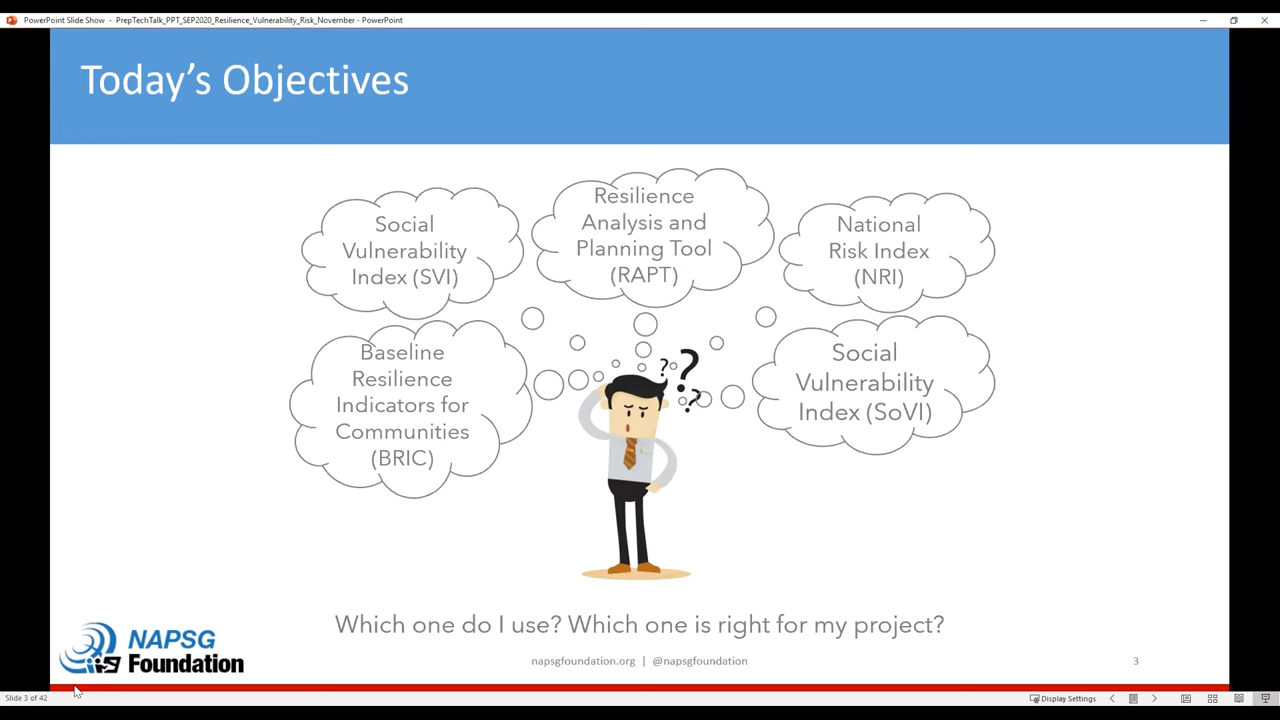 PowerPoint Slide Show - PrepTechTalk_PPT_SEP2020_Resilience_Vulnerability_Risk_November - PowerPoint
Today's Objectives
Social
Vulnerability
Index (SVI)
Resilience
Analysis and
Planning Tool
(RAPT)
National
Risk Index
(NRI)
Baseline
Resilience
Indicators for
Communities
(BRIC)
? ? ?
Social
Vulnerability
Index (SoVI)
Which one do I use? Which one is right for my project?
NAPSG
Foundation
napsgfoundation.org | @napsgfoundation
3
Slide 3 of 42
Display Settings